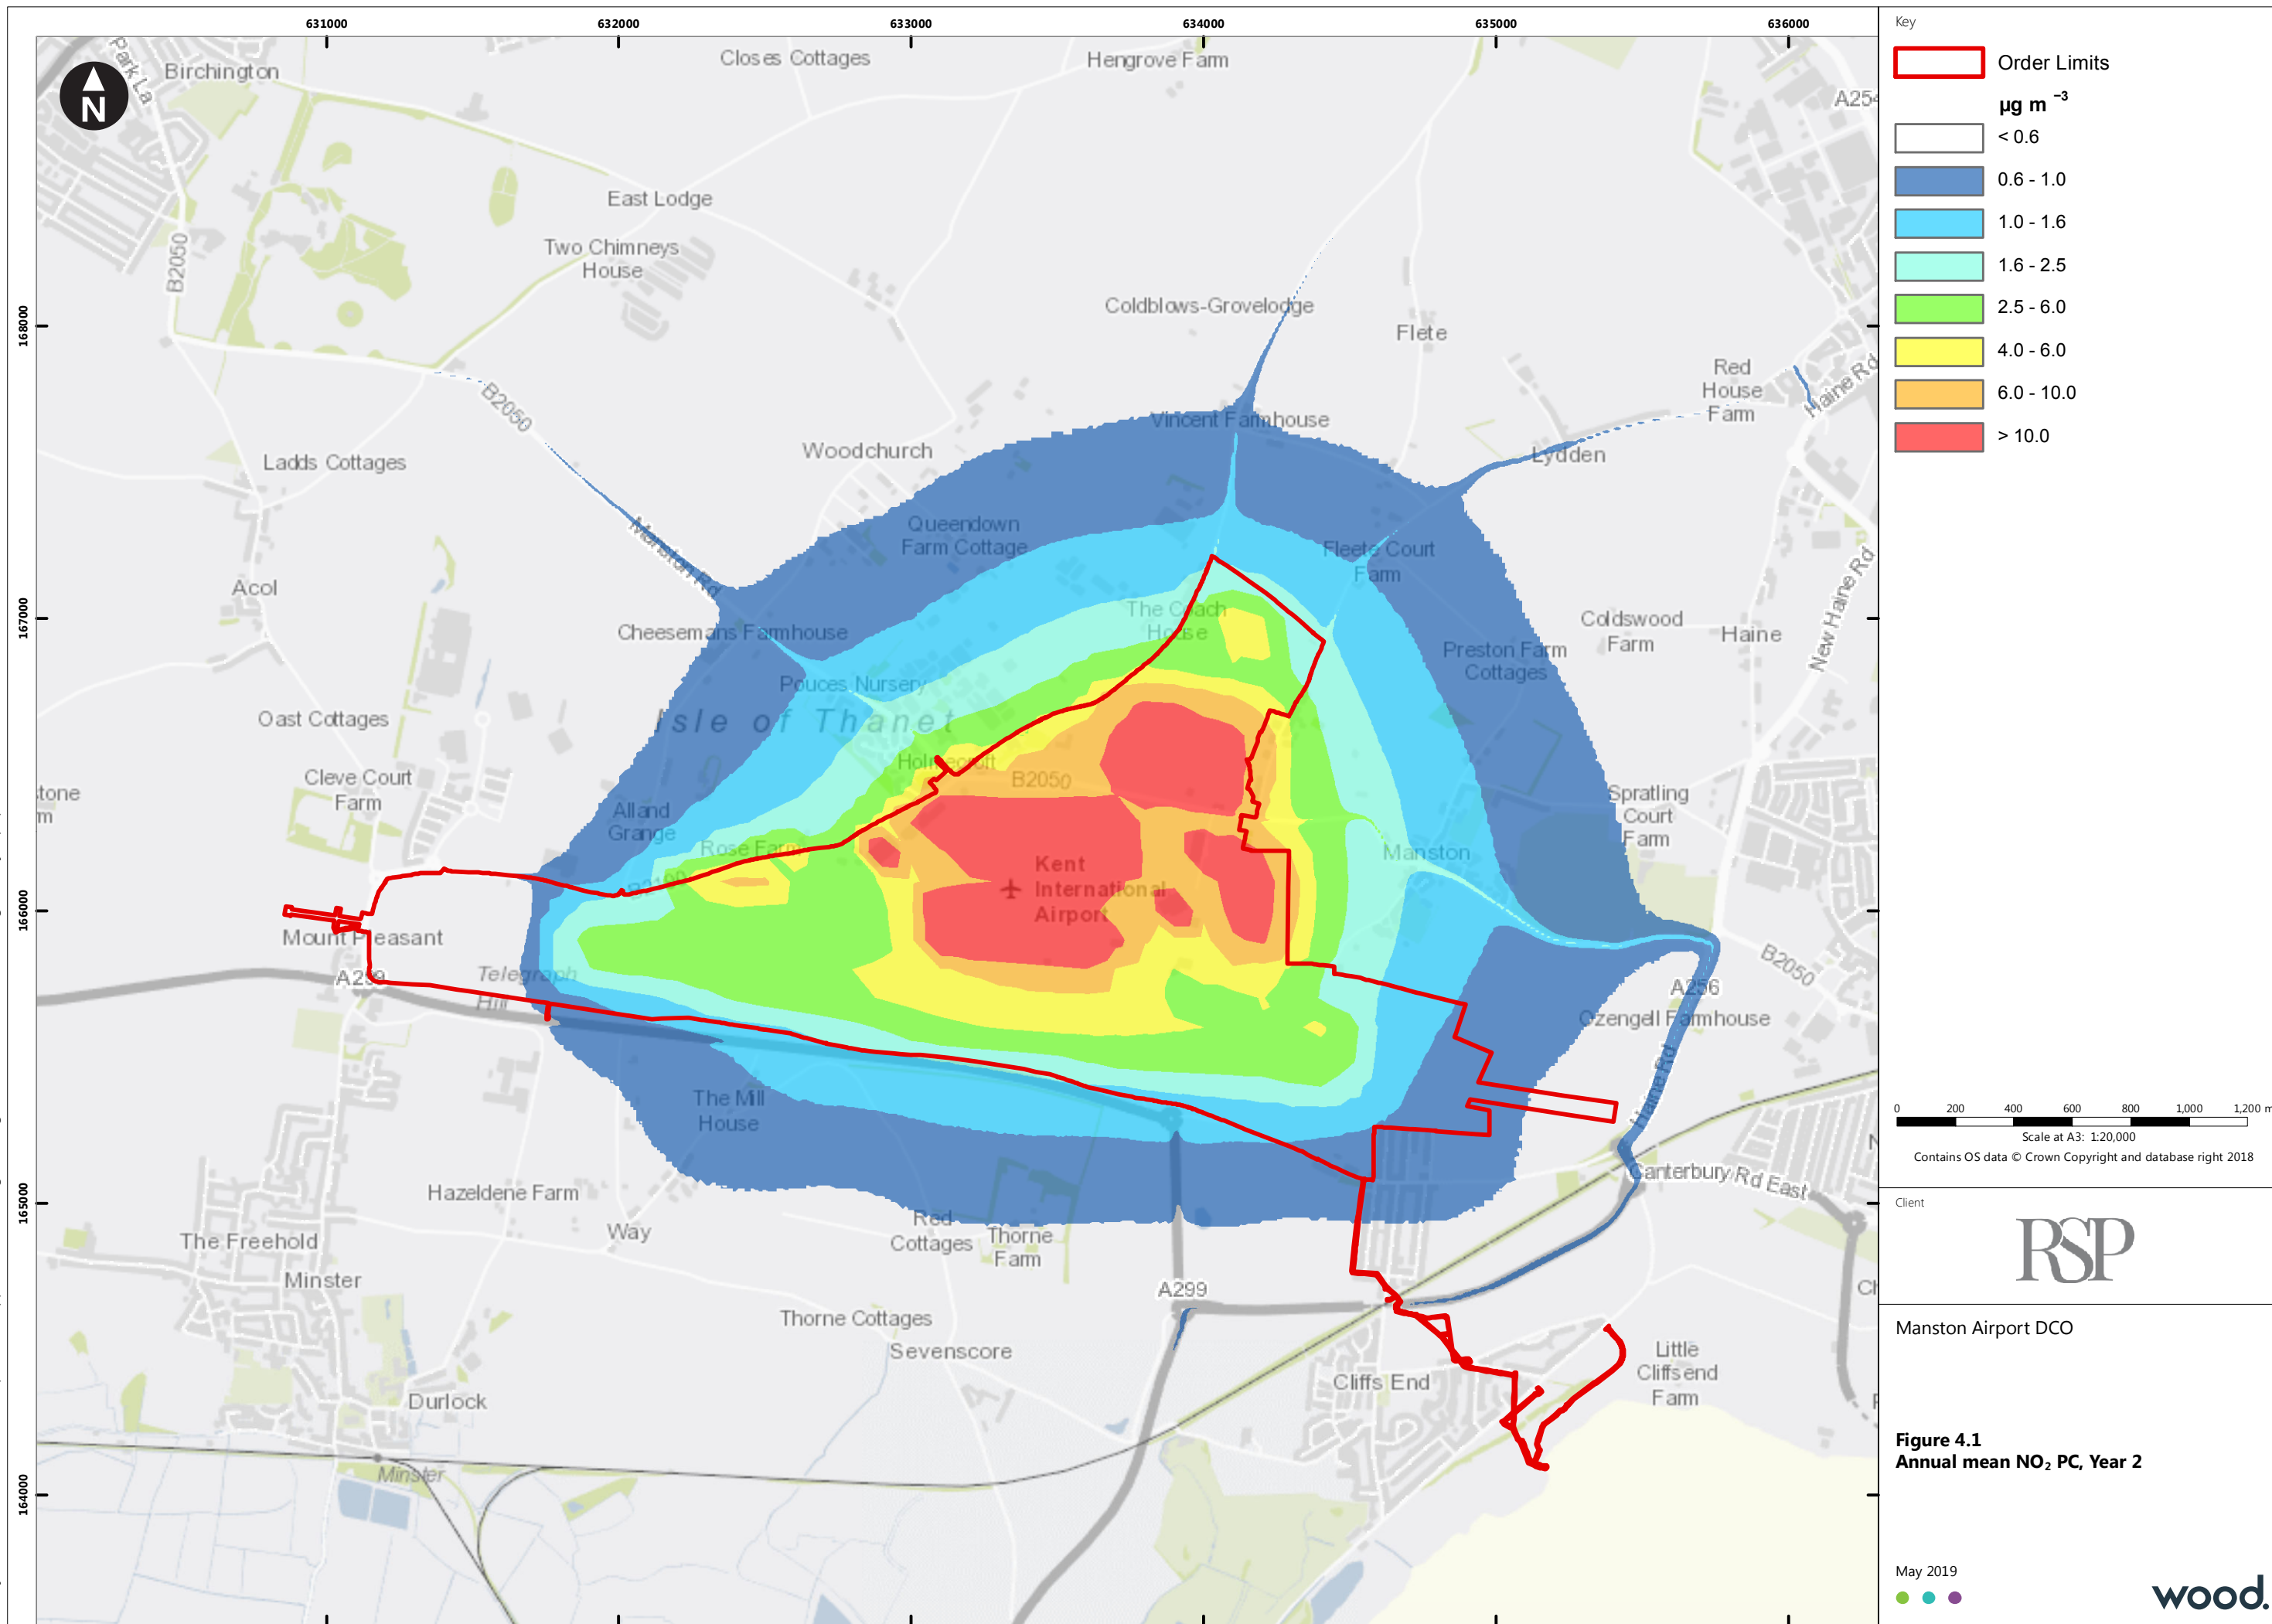 631000
632000
633000
634000
635000
636000
168000
167000
166000
165000
164000
N
Park La
Birchington
Closes Cottages
Hengrove Farm
A254
East Lodge
B2050
Two Chimneys
House
Coldblows-Grovelodge
Flete
B2050
Red
House
Farm
Haine Rd
Vincent Farmhouse
Woodchurch
Lydden
Ladds Cottages
Manston Rd
Queendown
Farm Cottage
Fleete Court
Farm
Acol
New Haine Rd
The Coach
House
Coldswood
Farm
Haine
Cheesemans Farmhouse
Preston Farm
Cottages
Pouces Nursery
Isle of Thanet
Oast Cottages
Holmecroft
B2050
Cleve Court
Farm
Spratling
Court
Farm
Alland
Grange
Rose Farm
Manston
Kent
International
Airport
B2190
Mount Pleasant
A299
Telegraph
Hill
B2050
A256
Ozengell Farmhouse
Haine Rd
The Mill
House
Canterbury Rd East
Hazeldene Farm
Way
Red
Cottages
Thorne
Farm
The Freehold
Minster
A299
Thorne Cottages
Sevenscore
Little
Cliffsend
Farm
Cliffs End
Durlock
Minster
Key
Order Limits
µg m ⁻³
< 0.6
0.6 - 1.0
1.0 - 1.6
1.6 - 2.5
2.5 - 6.0
4.0 - 6.0
6.0 - 10.0
> 10.0
0 200 400 600 800 1,000 1,200 m
Scale at A3: 1:20,000
Contains OS data © Crown Copyright and database right 2018
Client
RSP
Manston Airport DCO
Figure 4.1
Annual mean NO₂ PC, Year 2
May 2019
wood.